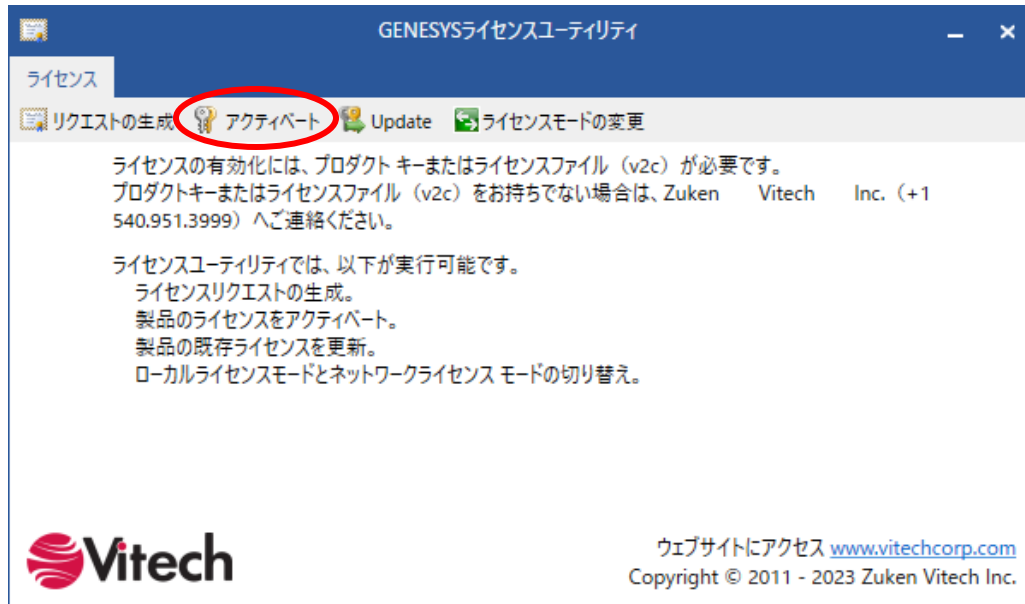 GENESYSライセンスユーティリティ
ライセンス
リクエストの生成 アクティベート Update ライセンスモードの変更
ライセンスの有効化には、プロダクト キーまたはライセンスファイル（v2c）が必要です。
プロダクトキーまたはライセンスファイル（v2c）をお持ちでない場合は、Zuken Vitech Inc.（+1
540.951.3999）へご連絡ください。
ライセンスユーティリティでは、以下が実行可能です。
ライセンスリクエストの生成。
製品のライセンスをアクティベート。
製品の既存ライセンスを更新。
ローカルライセンスモードとネットワークライセンス モードの切り替え。
Vitech
ウェブサイトにアクセス www.vitechcorp.com
Copyright © 2011 - 2023 Zuken Vitech Inc.